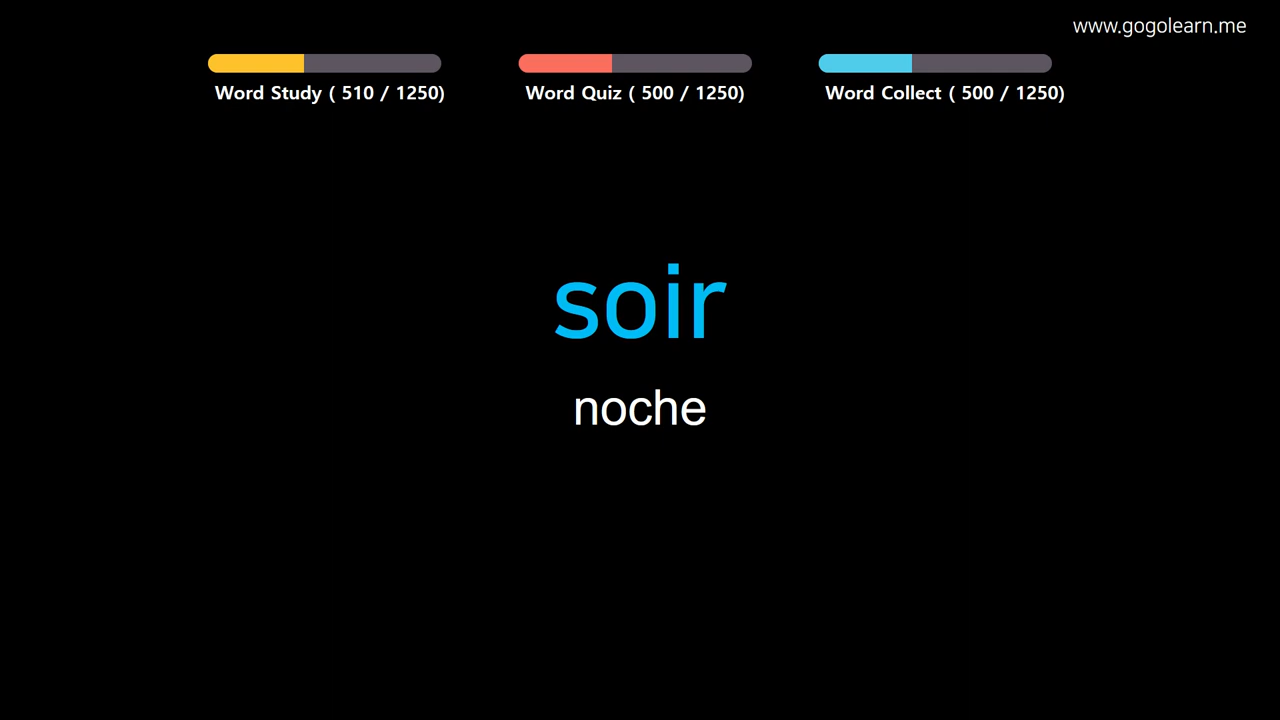 www.gogolearn.me
Word Study ( 510 / 1250)
Word Quiz ( 500 / 1250)
Word Collect ( 500 / 1250)
soir
noche